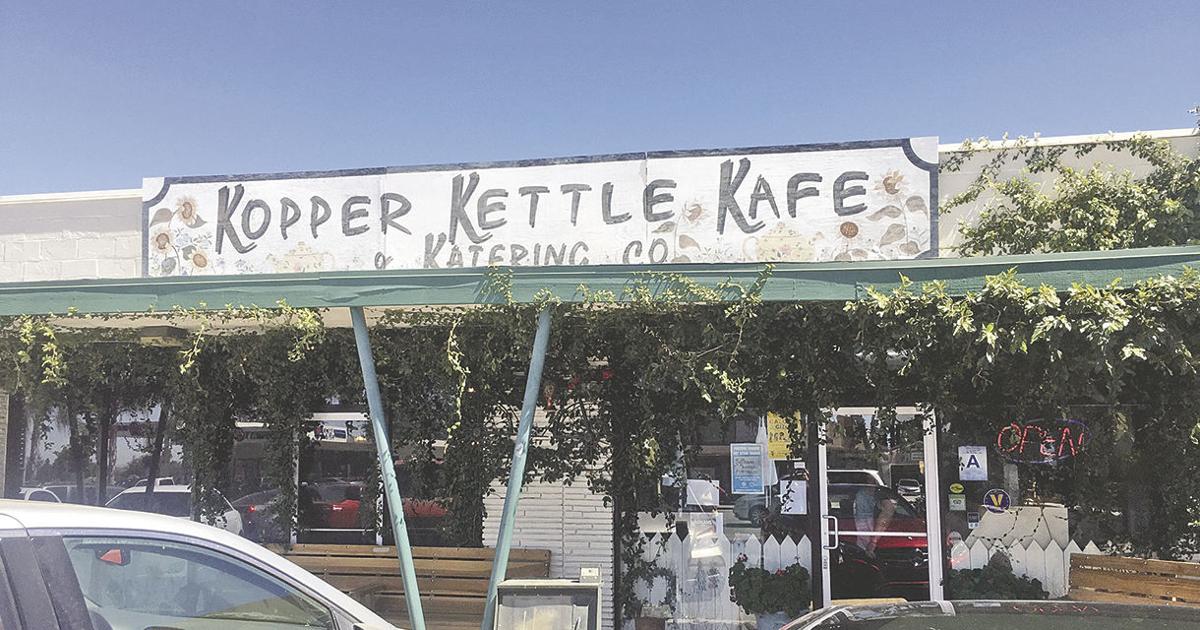 KOPPER KETTLE KAFE
& KATERING CO
OPEN
A
V